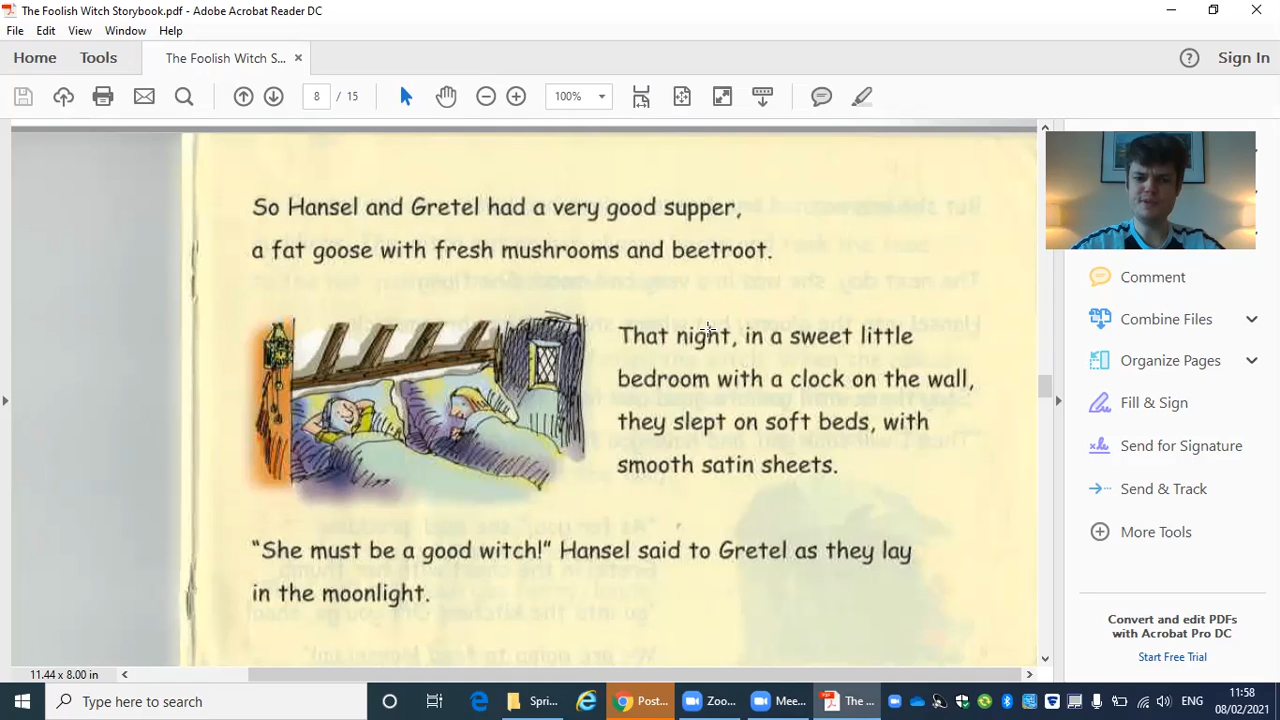 The Foolish Witch Storybook.pdf - Adobe Acrobat Reader DC
File Edit View Window Help
Home Tools The Foolish Witch S... × Sign In
8 / 15 100%
So Hansel and Gretel had a very good supper,
a fat goose with fresh mushrooms and beetroot.
That night, in a sweet little
bedroom with a clock on the wall,
they slept on soft beds, with
smooth satin sheets.
"She must be a good witch!" Hansel said to Gretel as they lay
in the moonlight.
Comment
Combine Files
Organize Pages
Fill & Sign
Send for Signature
Send & Track
More Tools
Convert and edit PDFs
with Acrobat Pro DC
Start Free Trial
11.44 x 8.00 in
Type here to search Spri... Post... Zoo... Mee... The ... ENG 11:58
08/02/2021